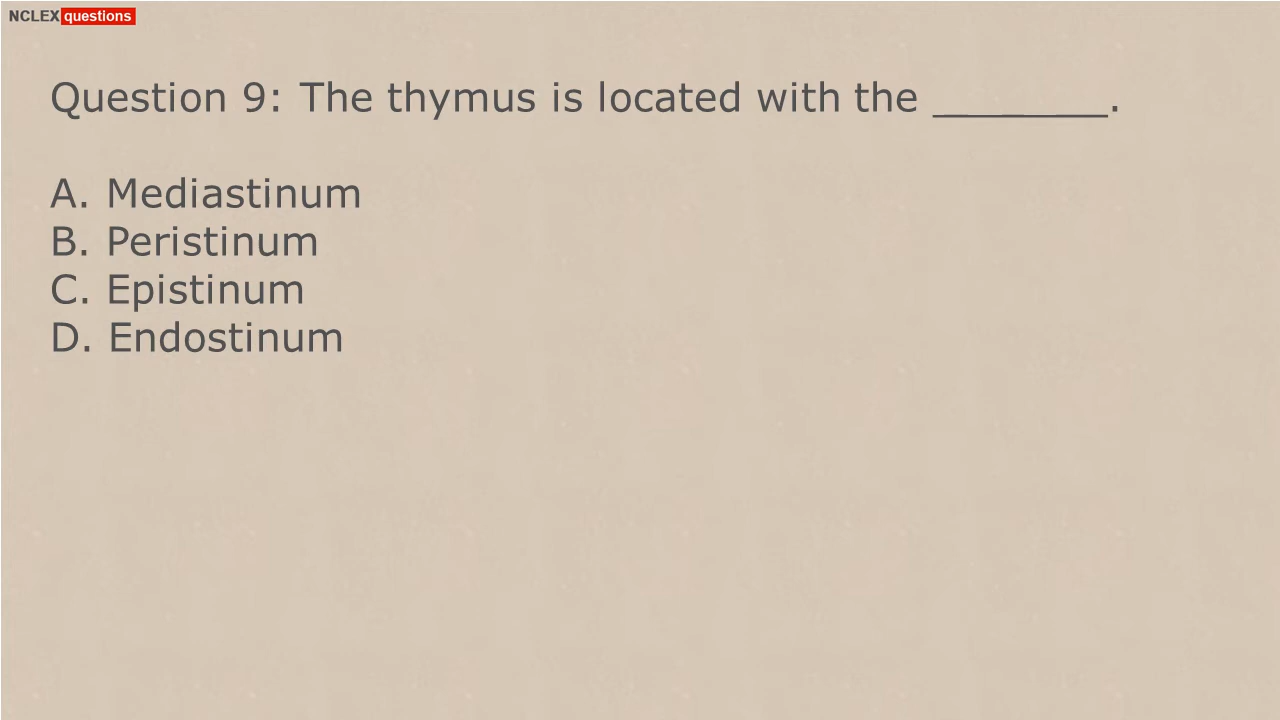 NCLEX questions
Question 9: The thymus is located with the _______.
A. Mediastinum
B. Peristinum
C. Epistinum
D. Endostinum